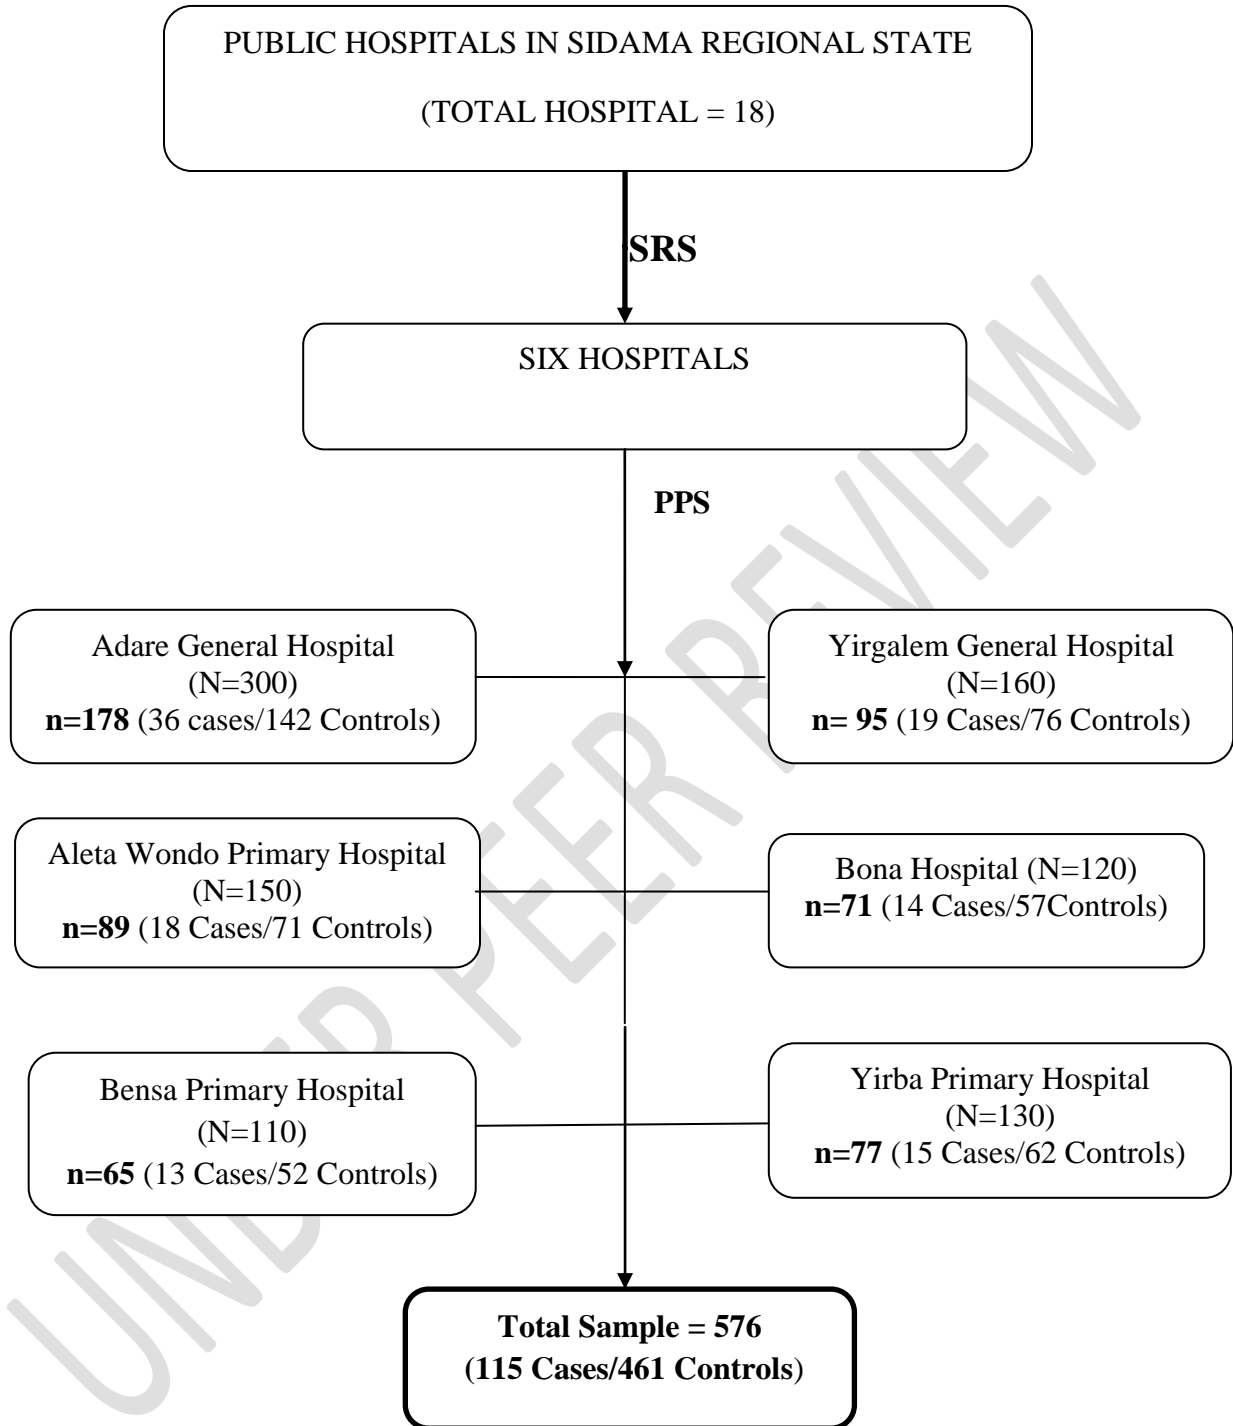 PUBLIC HOSPITALS IN SIDAMA REGIONAL STATE
(TOTAL HOSPITAL = 18)
SRS
SIX HOSPITALS
PPS
Adare General Hospital
(N=300)
n=178 (36 cases/142 Controls)
Yirgalem General Hospital
(N=160)
n= 95 (19 Cases/76 Controls)
Aleta Wondo Primary Hospital
(N=150)
n=89 (18 Cases/71 Controls)
Bona Hospital (N=120)
n=71 (14 Cases/57Controls)
Bensa Primary Hospital
(N=110)
n=65 (13 Cases/52 Controls)
Yirba Primary Hospital
(N=130)
n=77 (15 Cases/62 Controls)
Total Sample = 576
(115 Cases/461 Controls)
UNDER PEER REVIEW